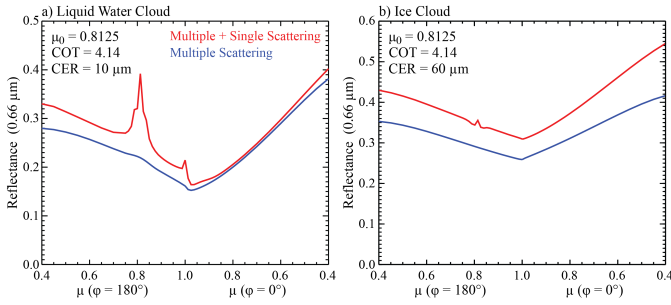 a) Liquid Water Cloud
μ0 = 0.8125
COT = 4.14
CER = 10 μm
Multiple + Single Scattering
Multiple Scattering
Reflectance (0.66 μm)
0.5
0.4
0.3
0.2
0.1
0.0
0.4 0.6 0.8 1.0 0.8 0.6 0.4
μ (φ = 180°) μ (φ = 0°)
b) Ice Cloud
μ0 = 0.8125
COT = 4.14
CER = 60 μm
Reflectance (0.66 μm)
0.6
0.5
0.4
0.3
0.2
0.1
0.0
0.4 0.6 0.8 1.0 0.8 0.6 0.4
μ (φ = 180°) μ (φ = 0°)